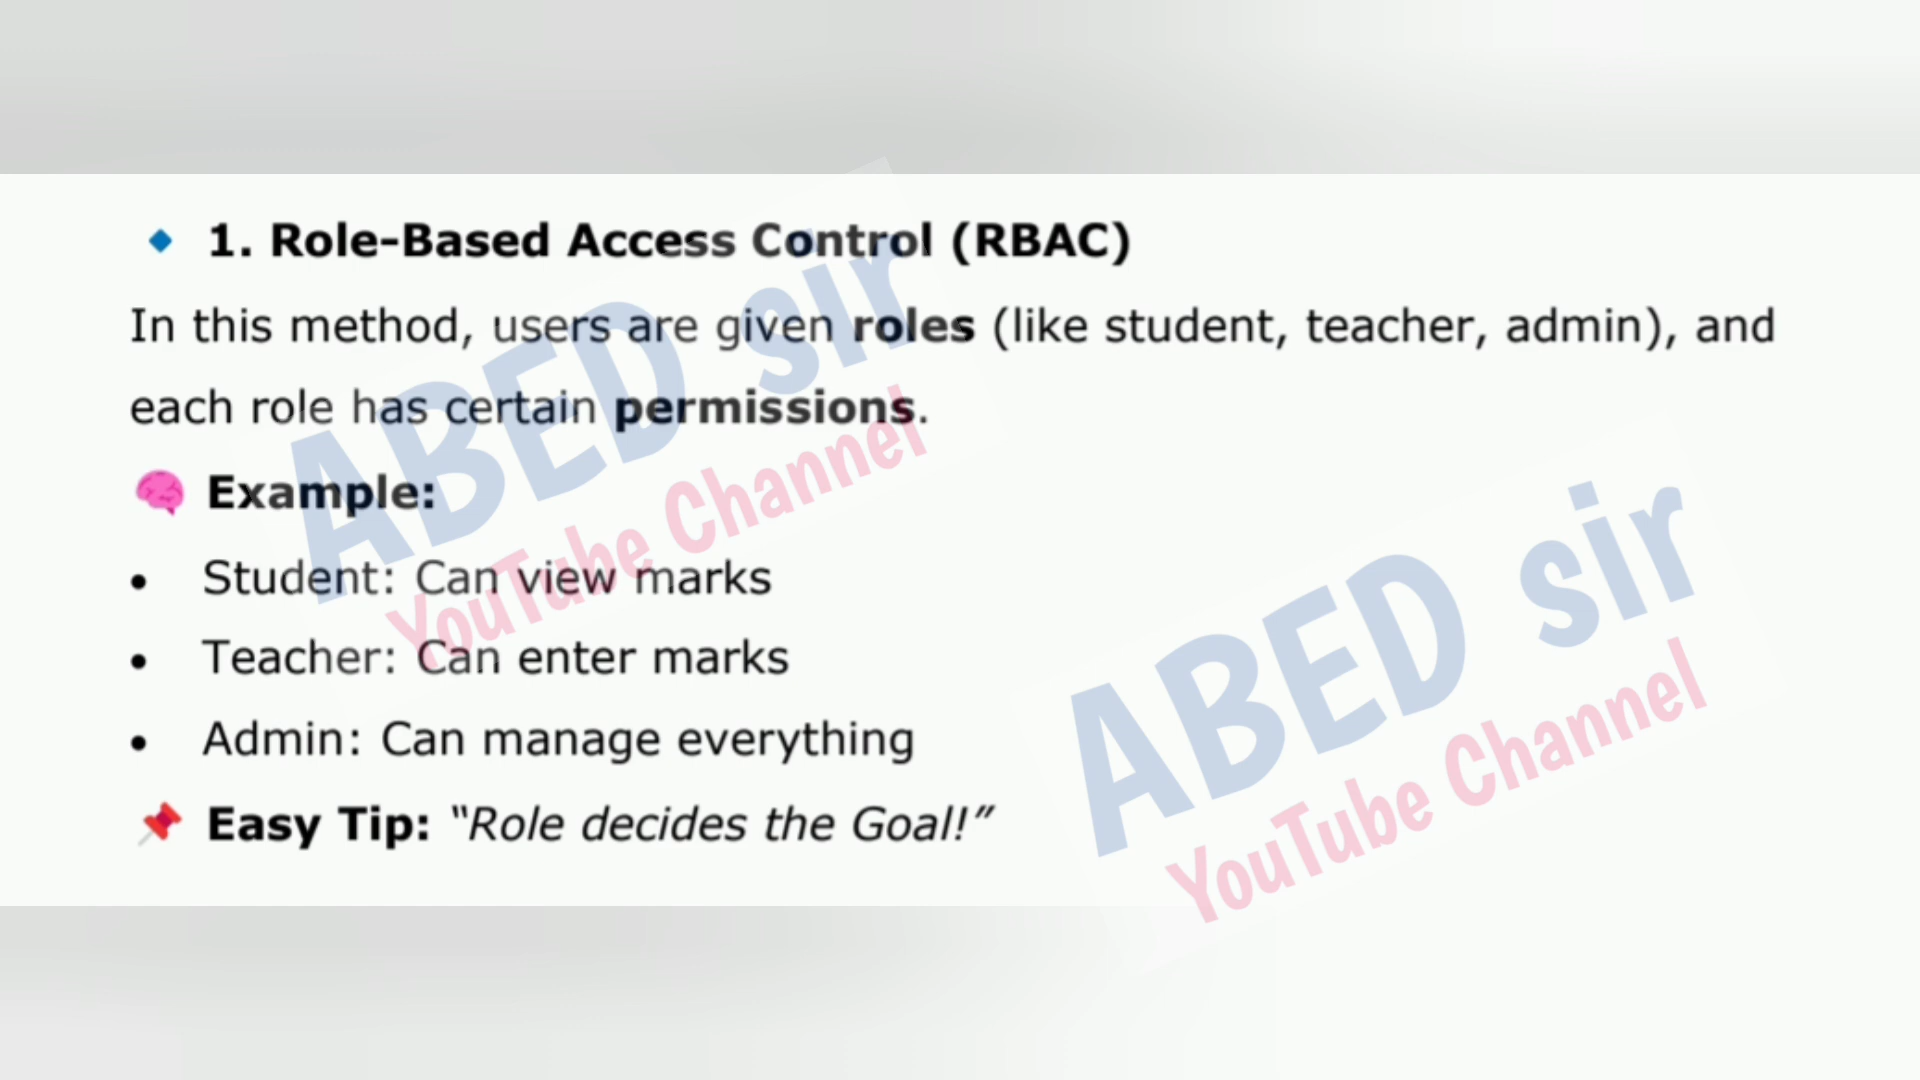 🔹 1. Role-Based Access Control (RBAC)
In this method, users are given roles (like student, teacher, admin), and
each role has certain permissions.
🧠 Example:
• Student: Can view marks
• Teacher: Can enter marks
• Admin: Can manage everything
📌 Easy Tip: “Role decides the Goal!”
ABED sir
YouTube Channel
ABED sir
YouTube Channel